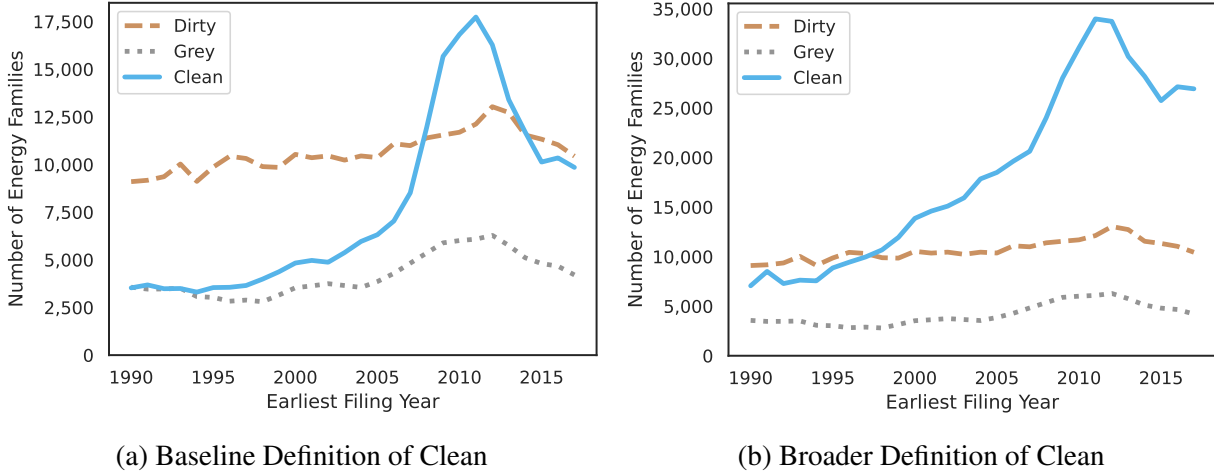 17,500
15,000
12,500
10,000
7,500
5,000
2,500
0
Number of Energy Families
Dirty
Grey
Clean
1990 1995 2000 2005 2010 2015
Earliest Filing Year
(a) Baseline Definition of Clean
35,000
30,000
25,000
20,000
15,000
10,000
5,000
0
Number of Energy Families
Dirty
Grey
Clean
1990 1995 2000 2005 2010 2015
Earliest Filing Year
(b) Broader Definition of Clean